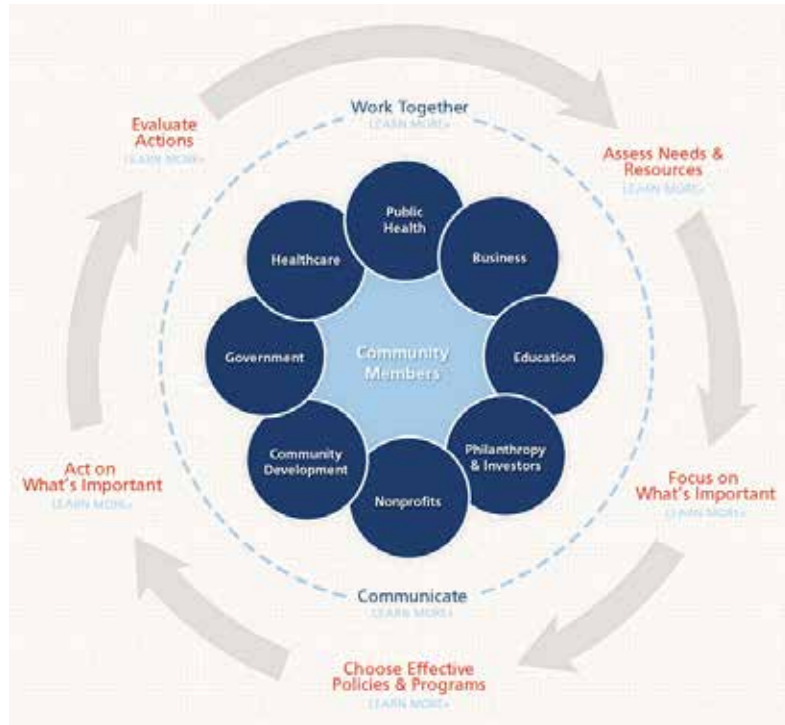 Work Together
LEARN MORE»
Evaluate
Actions
LEARN MORE»
Assess Needs &
Resources
LEARN MORE»
Public
Health
Healthcare
Business
Government
Community
Members
Education
Community
Development
Philanthropy
& Investors
Nonprofits
Act on
What's Important
LEARN MORE»
Focus on
What's Important
LEARN MORE»
Communicate
LEARN MORE»
Choose Effective
Policies & Programs
LEARN MORE»